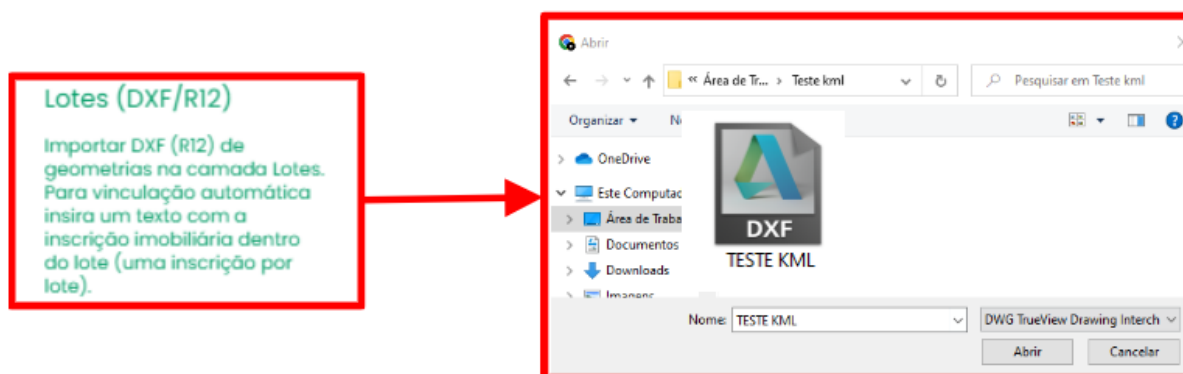 Lotes (DXF/R12)
Importar DXF (R12) de
geometrias na camada Lotes.
Para vinculação automática
insira um texto com a
inscrição imobiliária dentro
do lote (uma inscrição por
lote).
Abrir
« Área de Tr... › Teste kml
Pesquisar em Teste kml
Organizar
OneDrive
Este Computac
Área de Traba
Documentos
Downloads
Imagens
DXF
TESTE KML
Nome: TESTE KML
DWG TrueView Drawing Interch
Abrir Cancelar